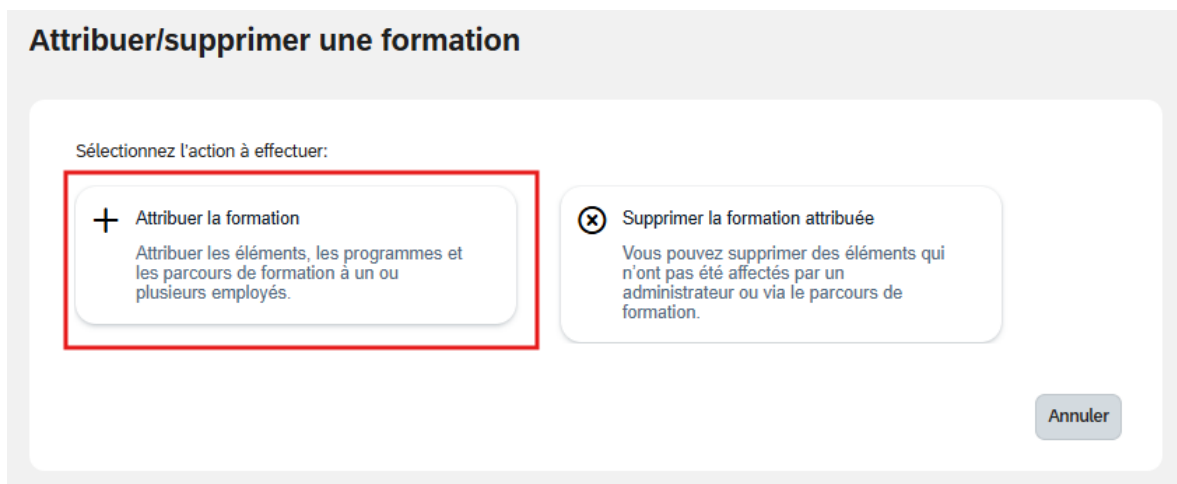 Attribuer/supprimer une formation
Sélectionnez l'action à effectuer:
Attribuer la formation
Attribuer les éléments, les programmes et
les parcours de formation à un ou
plusieurs employés.
Supprimer la formation attribuée
Vous pouvez supprimer des éléments qui
n'ont pas été affectés par un
administrateur ou via le parcours de
formation.
Annuler